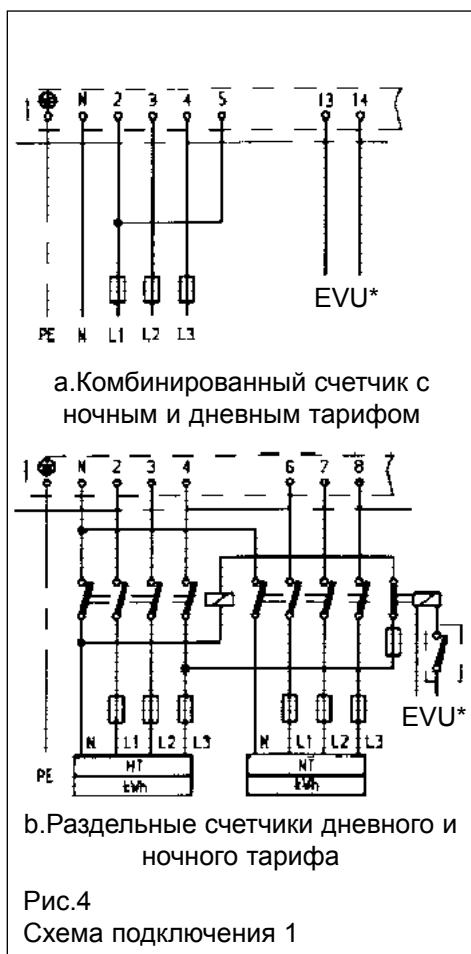 N 2 3 4 5 13 14
EVU*
PE N L1 L2 L3
a.Комбинированный счетчик с
ночным и дневным тарифом
N 2 3 4 6 7 8
EVU*
N L1 L2 L3 N L1 L2 L3
PE
HT NT
kWh kWh
b.Раздельные счетчики дневного и
ночного тарифа
Рис.4
Схема подключения 1